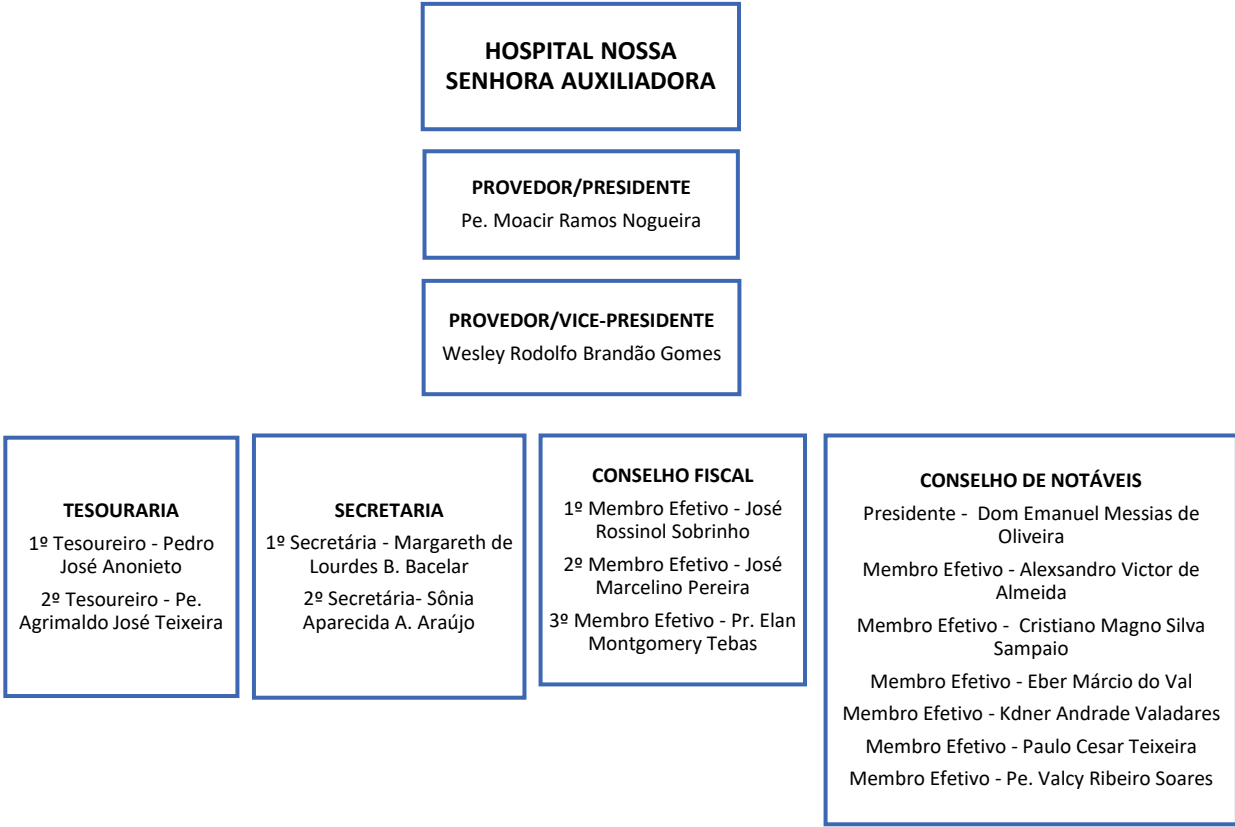 HOSPITAL NOSSA
SENHORA AUXILIADORA
PROVEDOR/PRESIDENTE
Pe. Moacir Ramos Nogueira
PROVEDOR/VICE-PRESIDENTE
Wesley Rodolfo Brandão Gomes
TESOURARIA
1º Tesoureiro - Pedro
José Anonieto
2º Tesoureiro - Pe.
Agrimaldo José Teixeira
SECRETARIA
1º Secretária - Margareth de
Lourdes B. Bacelar
2º Secretária- Sônia
Aparecida A. Araújo
CONSELHO FISCAL
1º Membro Efetivo - José
Rossinol Sobrinho
2º Membro Efetivo - José
Marcelino Pereira
3º Membro Efetivo - Pr. Elan
Montgomery Tebas
CONSELHO DE NOTÁVEIS
Presidente -  Dom Emanuel Messias de
Oliveira
Membro Efetivo - Alexsandro Victor de
Almeida
Membro Efetivo -  Cristiano Magno Silva
Sampaio
Membro Efetivo - Eber Márcio do Val
Membro Efetivo - Kdner Andrade Valadares
Membro Efetivo - Paulo Cesar Teixeira
Membro Efetivo - Pe. Valcy Ribeiro Soares